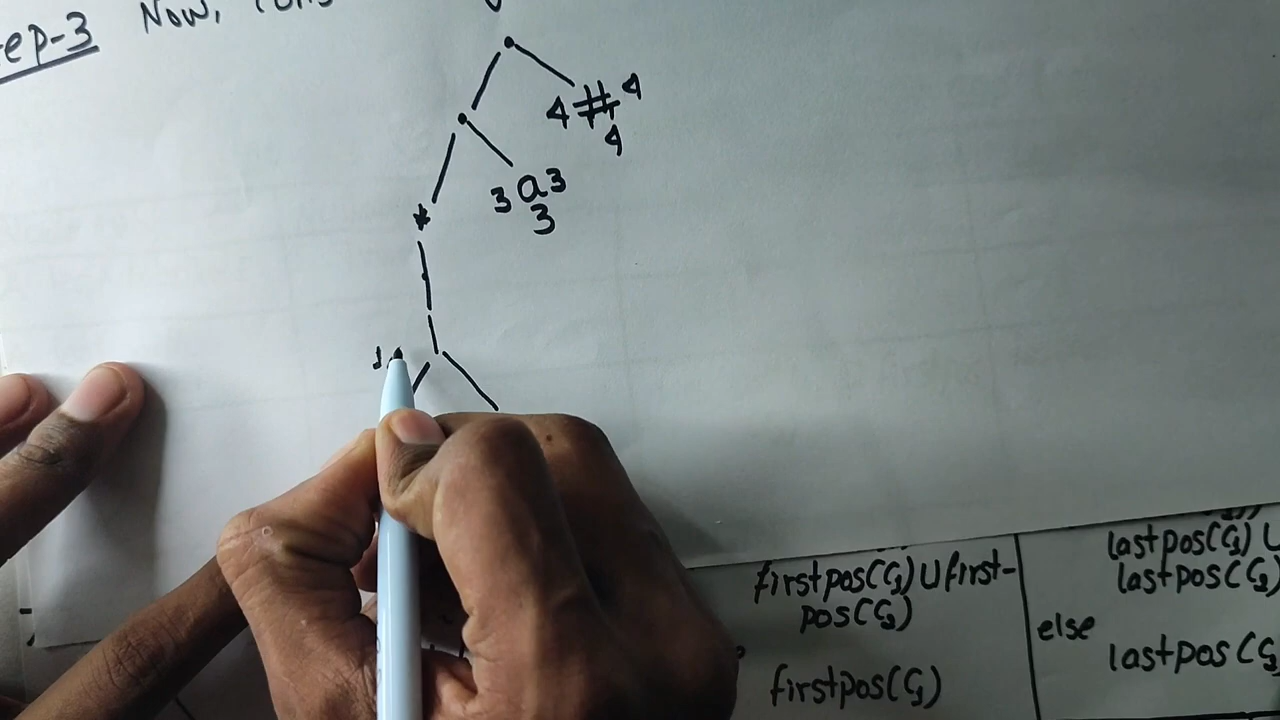 ep-3 Now,
4 # 4
4
3 a 3
3
*
1
firstpos(C1) ∪ first-
pos(C2)
firstpos(C1)
lastpos(C1) ∪
lastpos(C2)
else
lastpos(C2